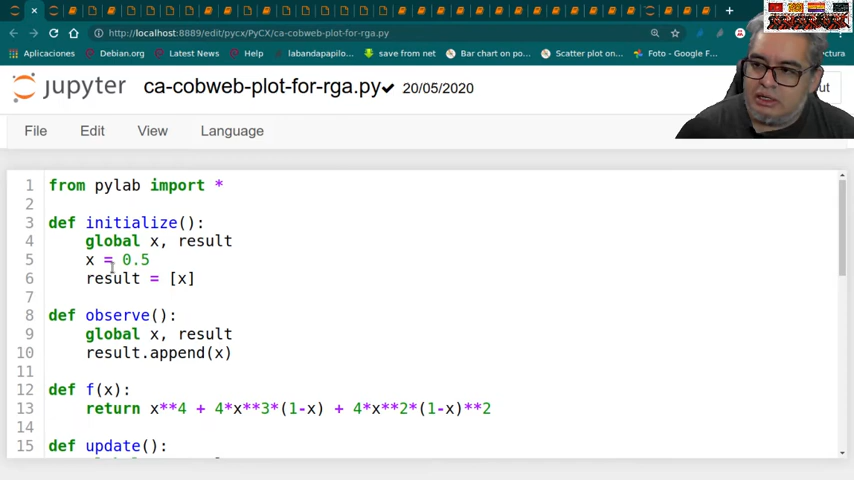 http://localhost:8889/edit/pycx/PyCX/ca-cobweb-plot-for-rga.py
Aplicaciones Debian.org Latest News Help labandapapilo... save from net Bar chart on po... Scatter plot on... Foto - Google F...
jupyter ca-cobweb-plot-for-rga.py 20/05/2020
File Edit View Language
1 from pylab import *
2
3 def initialize():
4 global x, result
5 x = 0.5
6 result = [x]
7
8 def observe():
9 global x, result
10 result.append(x)
11
12 def f(x):
13 return x**4 + 4*x**3*(1-x) + 4*x**2*(1-x)**2
14
15 def update():